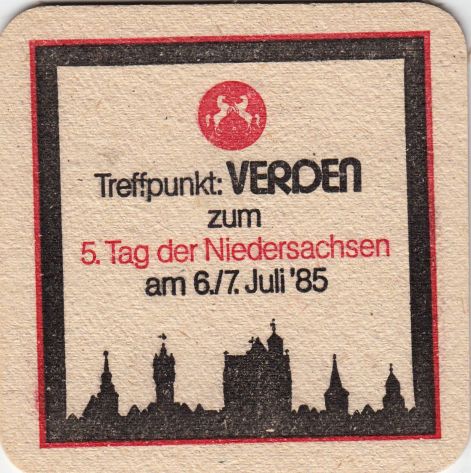 Treffpunkt: VERDEN
zum
5. Tag der Niedersachsen
am 6./7. Juli '85